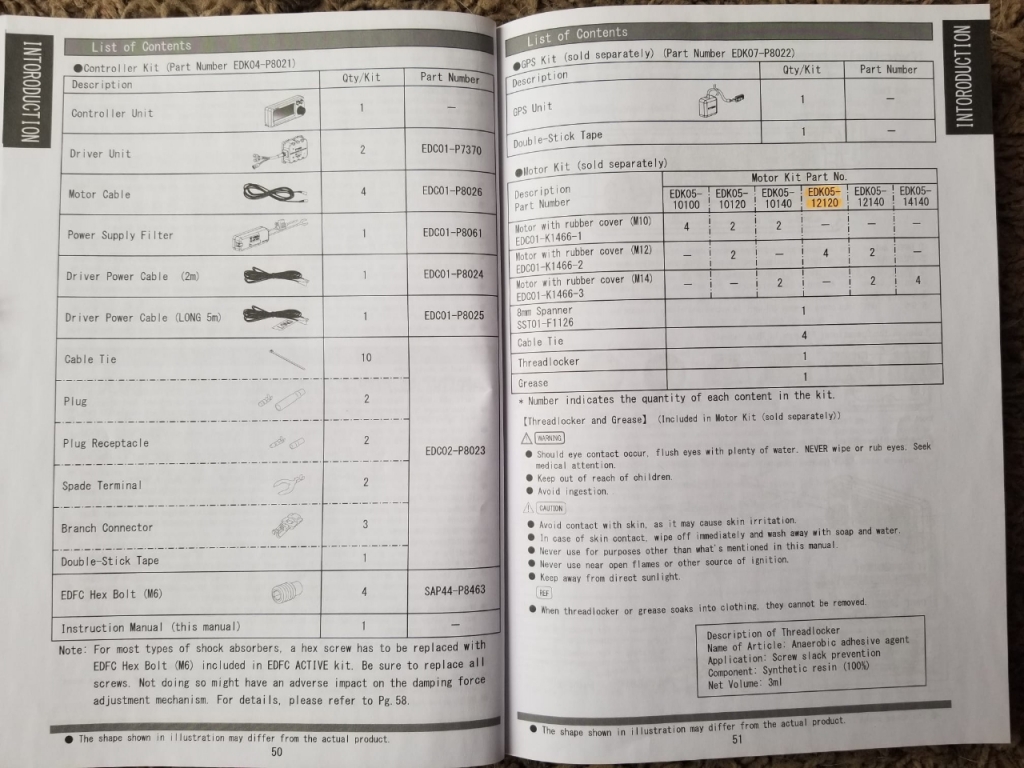 INTORODUCTION
List of Contents
●Controller Kit (Part Number EDK04-P8021)
Description Qty/Kit Part Number
Controller Unit 1 —
Driver Unit 2 EDC01-P7370
Motor Cable 4 EDC01-P8026
Power Supply Filter 1 EDC01-P8061
Driver Power Cable (2m) 1 EDC01-P8024
Driver Power Cable (LONG 5m) 1 EDC01-P8025
Cable Tie 10
Plug 2
Plug Receptacle 2
EDC02-P8023
Spade Terminal 2
Branch Connector 3
Double-Stick Tape 1
EDFC Hex Bolt (M6) 4 SAP44-P8463
Instruction Manual (this manual) 1 —
Note: For most types of shock absorbers, a hex screw has to be replaced with
EDFC Hex Bolt (M6) included in EDFC ACTIVE kit. Be sure to replace all
screws. Not doing so might have an adverse impact on the damping force
adjustment mechanism. For details, please refer to Pg.58.
● The shape shown in illustration may differ from the actual product.
50
List of Contents
INTORODUCTION
●GPS Kit (sold separately) (Part Number EDK07-P8022)
Description Qty/Kit Part Number
GPS Unit 1 —
Double-Stick Tape 1 —
●Motor Kit (sold separately)
Description
Part Number
Motor Kit Part No.
EDK05- EDK05- EDK05- EDK05- EDK05- EDK05-
10100 10120 10140 12120 12140 14140
Motor with rubber cover (M10)
EDC01-K1466-1
4 2 2 — — —
Motor with rubber cover (M12)
EDC01-K1466-2
— 2 — 4 2 —
Motor with rubber cover (M14)
EDC01-K1466-3
— — 2 — 2 4
8mm Spanner
SST01-F1126
1
Cable Tie 4
Threadlocker 1
Grease 1
* Number indicates the quantity of each content in the kit.
【Threadlocker and Grease】 (Included in Motor Kit (sold separately))
WARNING
● Should eye contact occur, flush eyes with plenty of water. NEVER wipe or rub eyes. Seek
medical attention.
● Keep out of reach of children.
● Avoid ingestion.
CAUTION
● Avoid contact with skin, as it may cause skin irritation.
● In case of skin contact, wipe off immediately and wash away with soap and water.
● Never use for purposes other than what's mentioned in this manual.
● Never use near open flames or other source of ignition.
● Keep away from direct sunlight.
REF
● When threadlocker or grease soaks into clothing, they cannot be removed.
Description of Threadlocker
Name of Article: Anaerobic adhesive agent
Application: Screw slack prevention
Component: Synthetic resin (100%)
Net Volume: 3ml
● The shape shown in illustration may differ from the actual product.
51